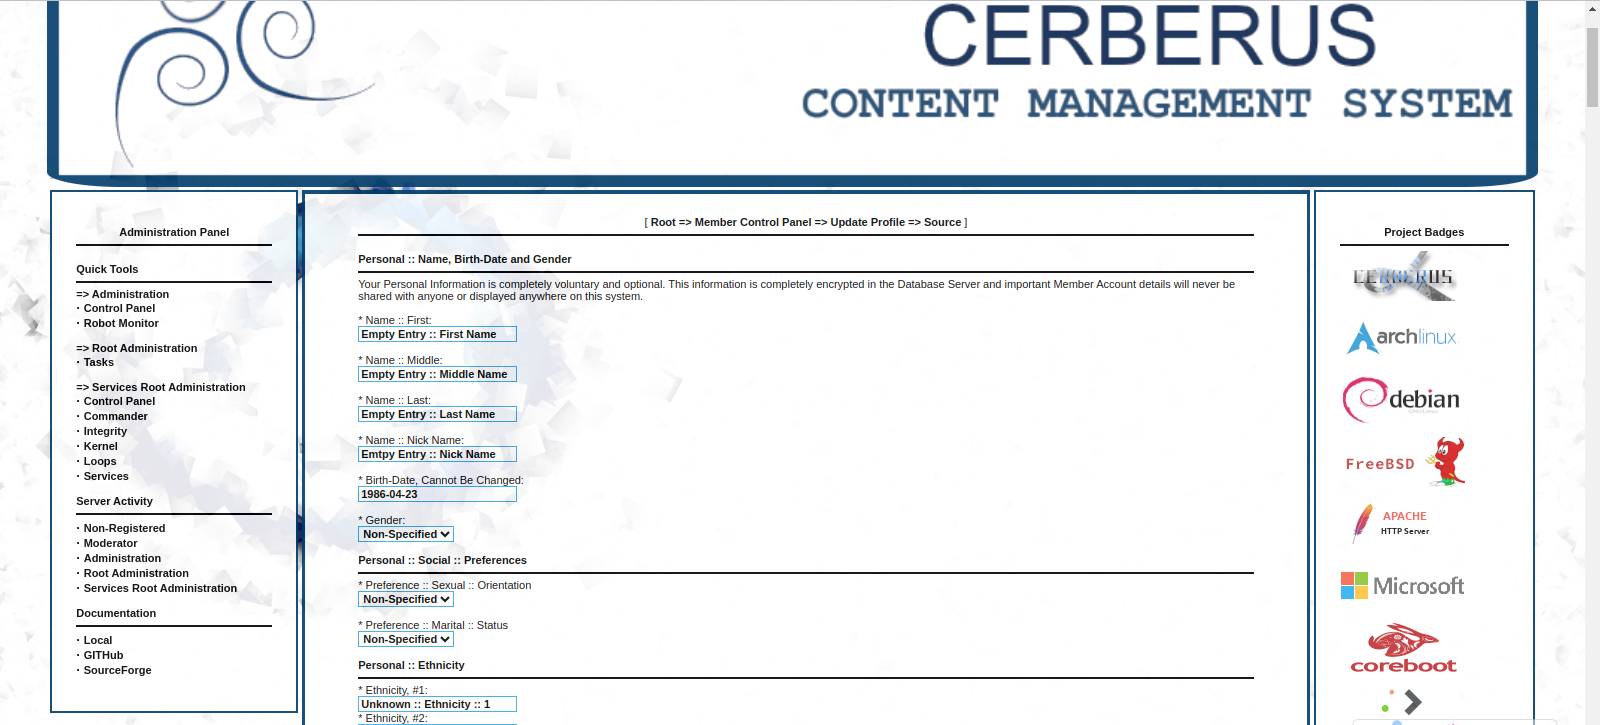 CERBERUS
CONTENT MANAGEMENT SYSTEM
Administration Panel
Quick Tools
=> Administration
· Control Panel
· Robot Monitor
=> Root Administration
· Tasks
=> Services Root Administration
· Control Panel
· Commander
· Integrity
· Kernel
· Loops
· Services
Server Activity
· Non-Registered
· Moderator
· Administration
· Root Administration
· Services Root Administration
Documentation
· Local
· GITHub
· SourceForge
[ Root => Member Control Panel => Update Profile => Source ]
Personal :: Name, Birth-Date and Gender
Your Personal Information is completely voluntary and optional. This information is completely encrypted in the Database Server and important Member Account details will never be
shared with anyone or displayed anywhere on this system.
* Name :: First:
Empty Entry :: First Name
* Name :: Middle:
Empty Entry :: Middle Name
* Name :: Last:
Empty Entry :: Last Name
* Name :: Nick Name:
Emtpy Entry :: Nick Name
* Birth-Date, Cannot Be Changed:
1986-04-23
* Gender:
Non-Specified
Personal :: Social :: Preferences
* Preference :: Sexual :: Orientation
Non-Specified
* Preference :: Marital :: Status
Non-Specified
Personal :: Ethnicity
* Ethnicity, #1:
Unknown :: Ethnicity :: 1
* Ethnicity, #2:
Project Badges
CERBERUS
archlinux
debian
FreeBSD
APACHE
HTTP Server
Microsoft
coreboot